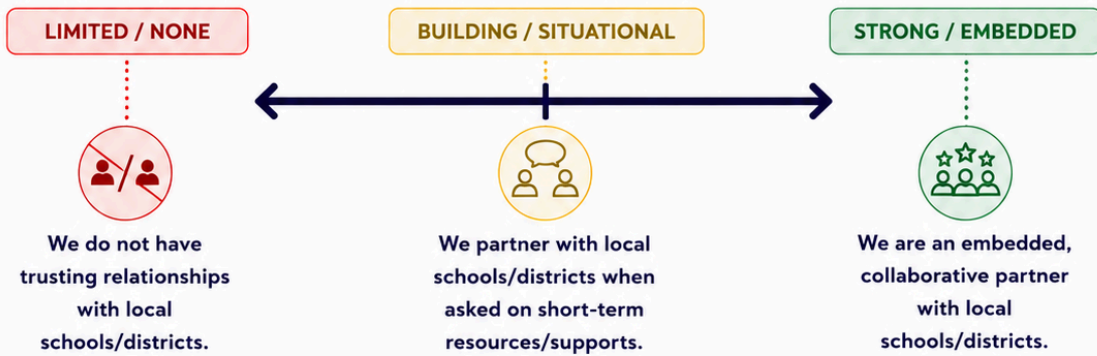 LIMITED / NONE
BUILDING / SITUATIONAL
STRONG / EMBEDDED
We do not have
trusting relationships
with local
schools/districts.
We partner with local
schools/districts when
asked on short-term
resources/supports.
We are an embedded,
collaborative partner
with local
schools/districts.